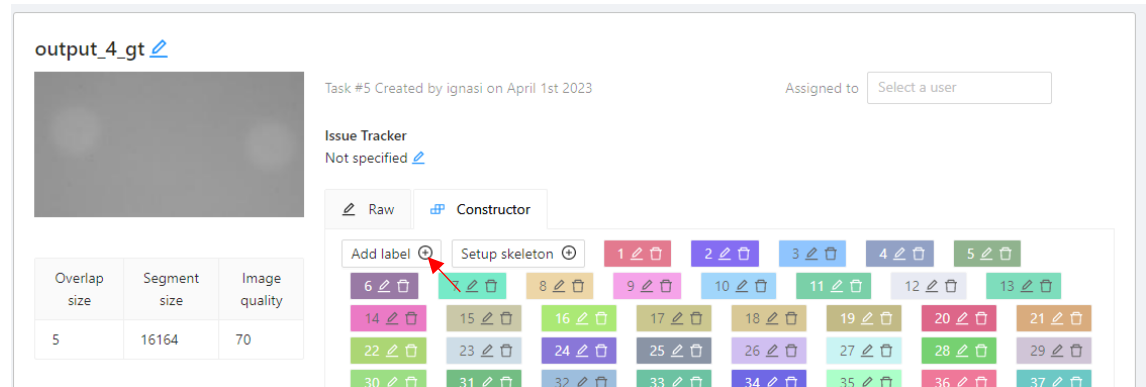 output_4_gt
Task #5 Created by ignasi on April 1st 2023
Assigned to Select a user
Issue Tracker
Not specified
Raw Constructor
Add label Setup skeleton 1 2 3 4 5
6 7 8 9 10 11 12 13
14 15 16 17 18 19 20 21
22 23 24 25 26 27 28 29
30 31 32 33 34 35 36 37
Overlap size Segment size Image quality
5 16164 70